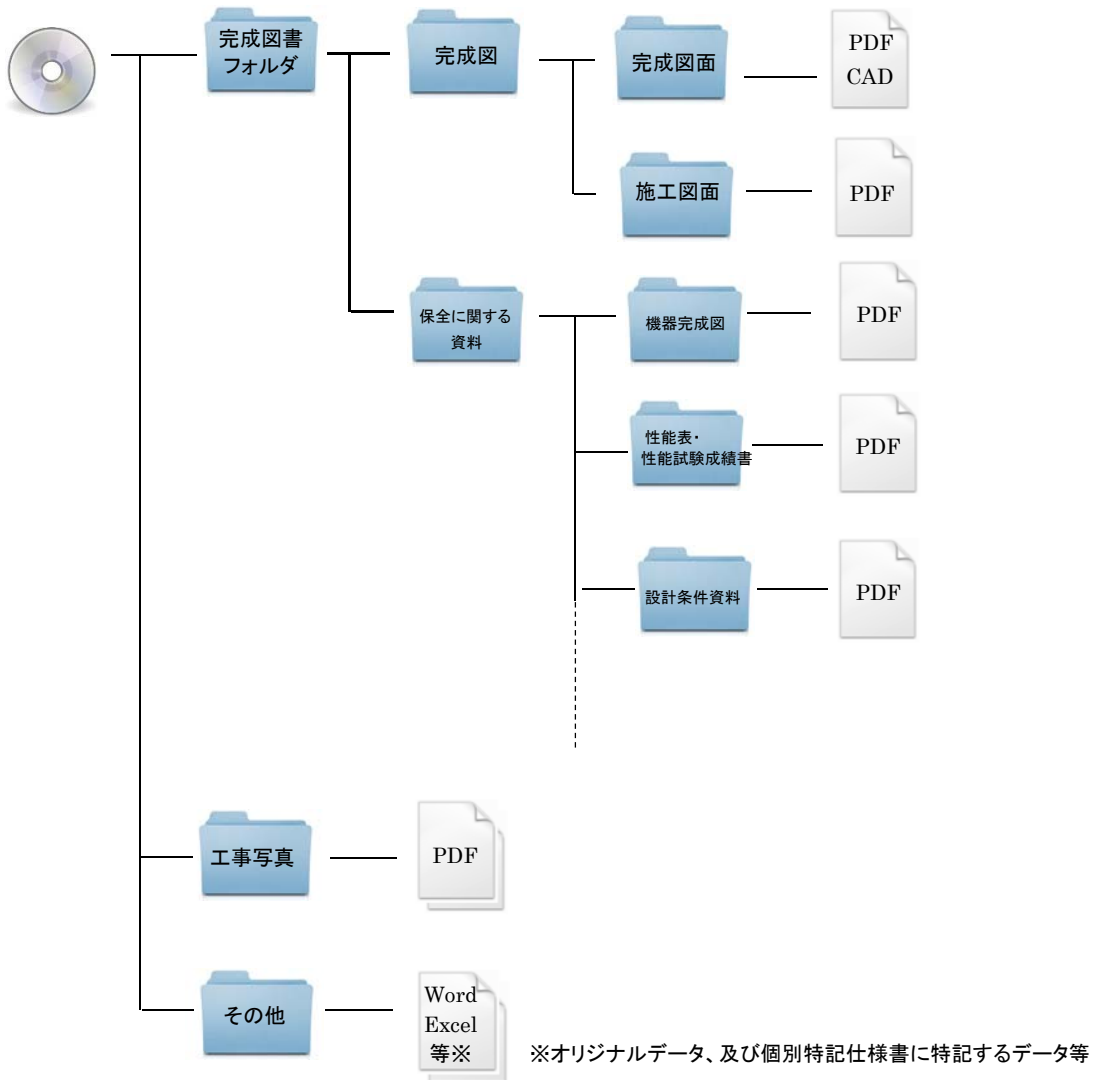 完成図書
フォルダ
完成図
完成図面
PDF
CAD
施工図面
PDF
保全に関する
資料
機器完成図
PDF
性能表・
性能試験成績書
PDF
設計条件資料
PDF
工事写真
PDF
その他
Word
Excel
等※
※オリジナルデータ、及び個別特記仕様書に特記するデータ等